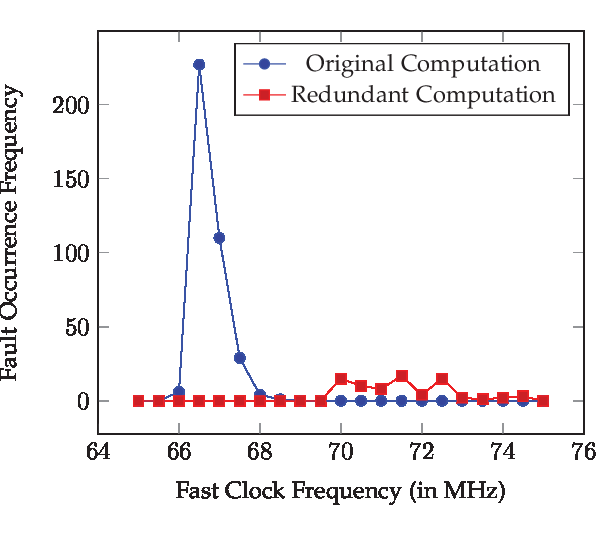 Original Computation
Redundant Computation
Fault Occurrence Frequency
200
150
100
50
0
64 66 68 70 72 74 76
Fast Clock Frequency (in MHz)